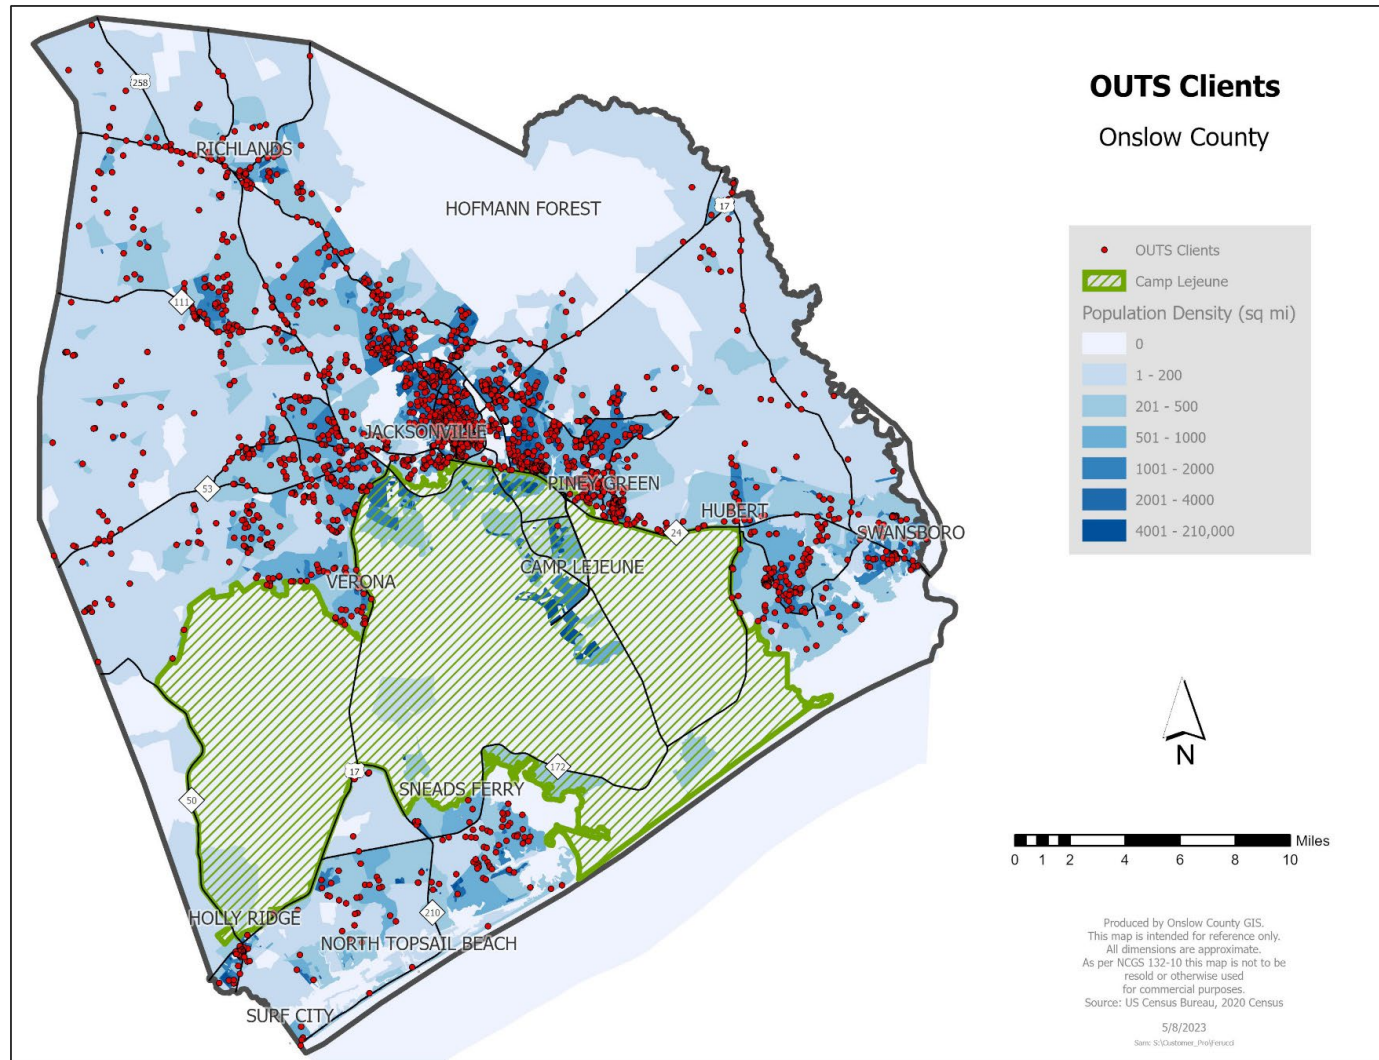 OUTS Clients
Onslow County
OUTS Clients
Camp Lejeune
Population Density (sq mi)
0
1 - 200
201 - 500
501 - 1000
1001 - 2000
2001 - 4000
4001 - 210,000
258
RICHLANDS
HOFMANN FOREST
17
111
JACKSONVILLE
53
PINEY GREEN
HUBERT
24
SWANSBORO
CAMP LEJEUNE
VERONA
17
172
SNEADS FERRY
50
HOLLY RIDGE
210
NORTH TOPSAIL BEACH
SURF CITY
N
Miles
0 1 2 4 6 8 10
Produced by Onslow County GIS.
This map is intended for reference only.
All dimensions are approximate.
As per NCGS 132-10 this map is not to be
resold or otherwise used
for commercial purposes.
Source: US Census Bureau, 2020 Census
5/8/2023
Sam: S:\Customer_Pro\Ferucci